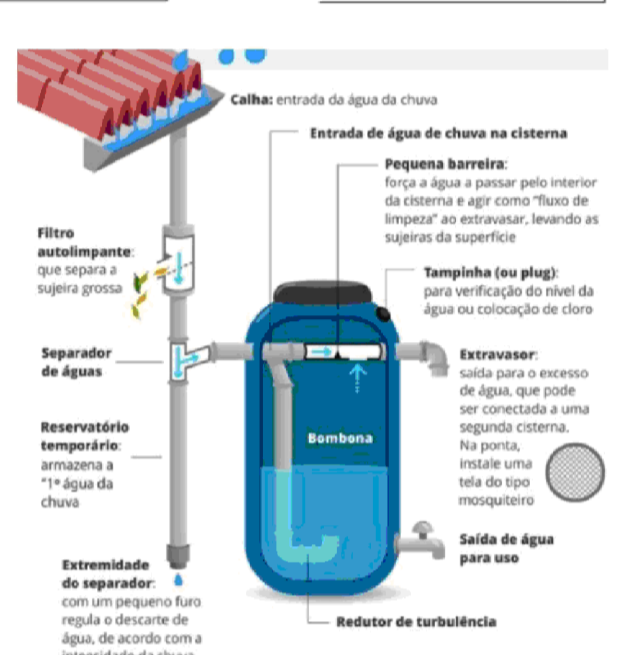 Calha: entrada da água da chuva
Entrada de água de chuva na cisterna
Pequena barreira:
força a água a passar pelo interior
da cisterna e agir como "fluxo de
limpeza" ao extravasar, levando as
sujeiras da superfície
Filtro
autolimpante:
que separa a
sujeira grossa
Tampinha (ou plug):
para verificação do nível da
água ou colocação de cloro
Separador
de águas
Extravasor:
saída para o excesso
de água, que pode
ser conectada a uma
segunda cisterna.
Na ponta,
instale uma
tela do tipo
mosquiteiro
Reservatório
temporário:
armazena a
"1ª água da
chuva
Bombona
Saída de água
para uso
Extremidade
do separador:
com um pequeno furo
regula o descarte de
água, de acordo com a
intensidade da chuva
Redutor de turbulência